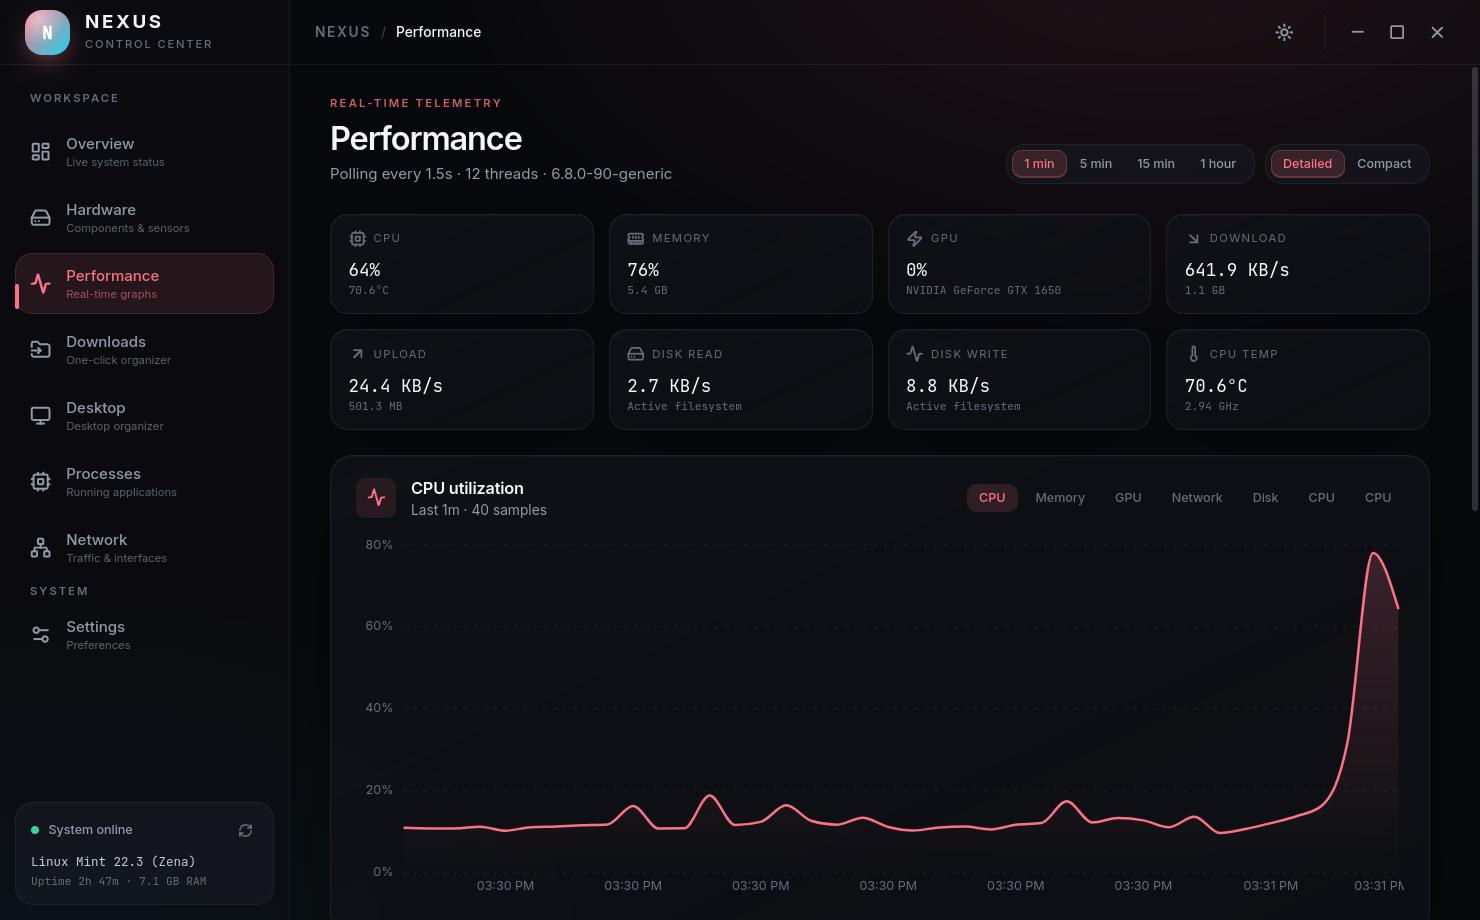 N
NEXUS
CONTROL CENTER
NEXUS / Performance
WORKSPACE
Overview
Live system status
Hardware
Components & sensors
Performance
Real-time graphs
Downloads
One-click organizer
Desktop
Desktop organizer
Processes
Running applications
Network
Traffic & interfaces
SYSTEM
Settings
Preferences
System online
Linux Mint 22.3 (Zena)
Uptime 2h 47m · 7.1 GB RAM
REAL-TIME TELEMETRY
Performance
Polling every 1.5s · 12 threads · 6.8.0-90-generic
1 min 5 min 15 min 1 hour
Detailed Compact
CPU
64%
70.6°C
MEMORY
76%
5.4 GB
GPU
0%
NVIDIA GeForce GTX 1650
DOWNLOAD
641.9 KB/s
1.1 GB
UPLOAD
24.4 KB/s
501.3 MB
DISK READ
2.7 KB/s
Active filesystem
DISK WRITE
8.8 KB/s
Active filesystem
CPU TEMP
70.6°C
2.94 GHz
CPU utilization
Last 1m · 40 samples
CPU Memory GPU Network Disk CPU CPU
80%
60%
40%
20%
0%
03:30 PM 03:30 PM 03:30 PM 03:30 PM 03:30 PM 03:30 PM 03:31 PM 03:31 PM